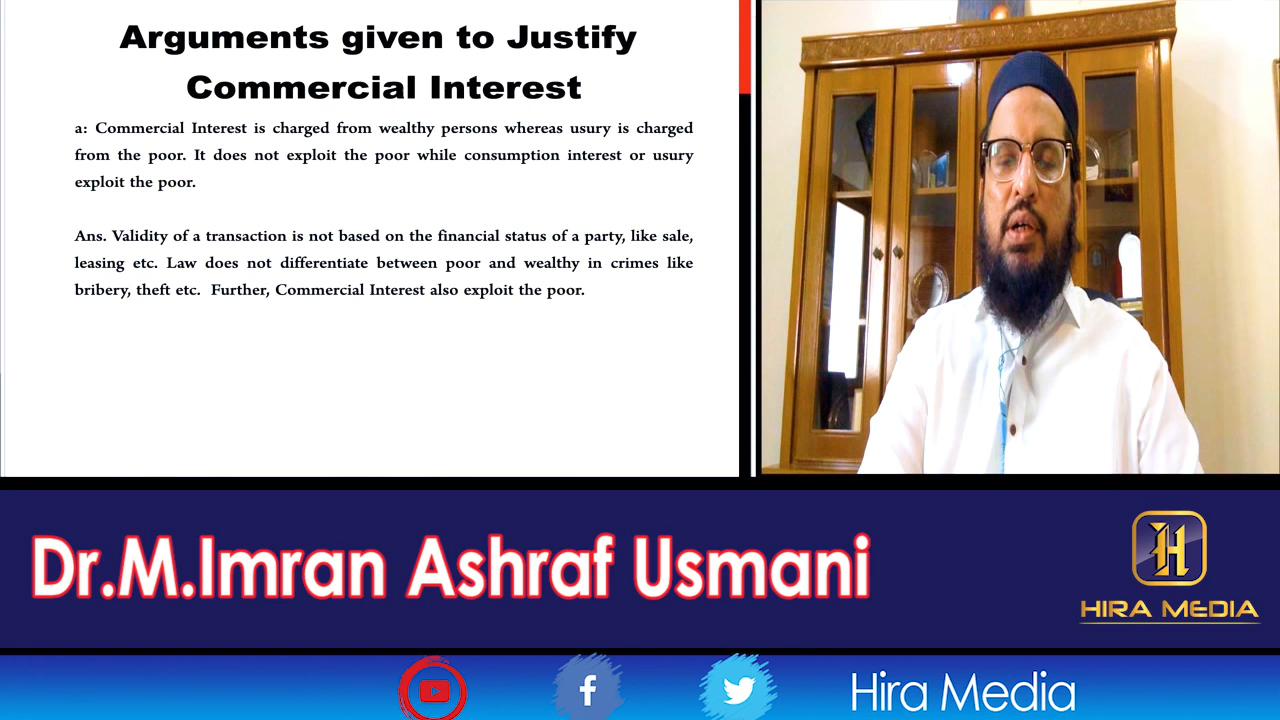 Arguments given to Justify
Commercial Interest
a: Commercial Interest is charged from wealthy persons whereas usury is charged
from the poor. It does not exploit the poor while consumption interest or usury
exploit the poor.
Ans. Validity of a transaction is not based on the financial status of a party, like sale,
leasing etc. Law does not differentiate between poor and wealthy in crimes like
bribery, theft etc. Further, Commercial Interest also exploit the poor.
Dr.M.Imran Ashraf Usmani
H
HIRA MEDIA
Hira Media